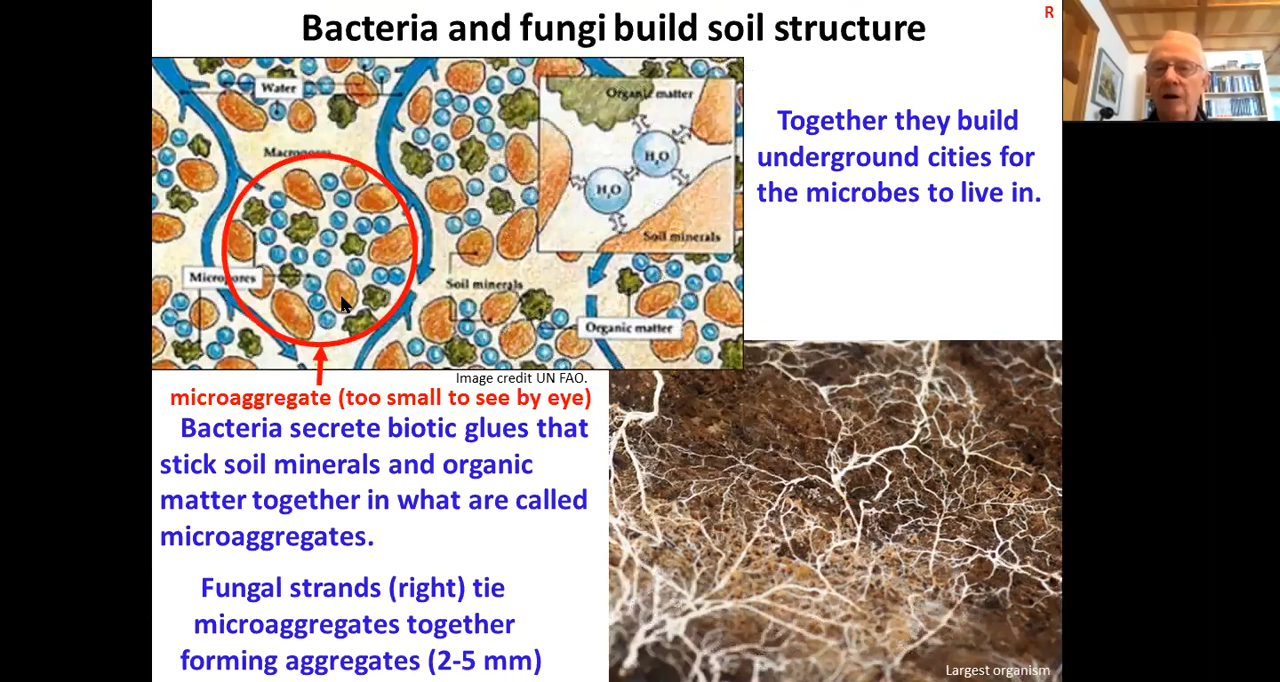 Bacteria and fungi build soil structure
R
Water
Macropores
Micropores
Organic matter
H₂O
H₂O
Soil minerals
Soil minerals
Organic matter
Together they build
underground cities for
the microbes to live in.
Image credit UN FAO.
microaggregate (too small to see by eye)
Bacteria secrete biotic glues that
stick soil minerals and organic
matter together in what are called
microaggregates.
Fungal strands (right) tie
microaggregates together
forming aggregates (2-5 mm)
Largest organism